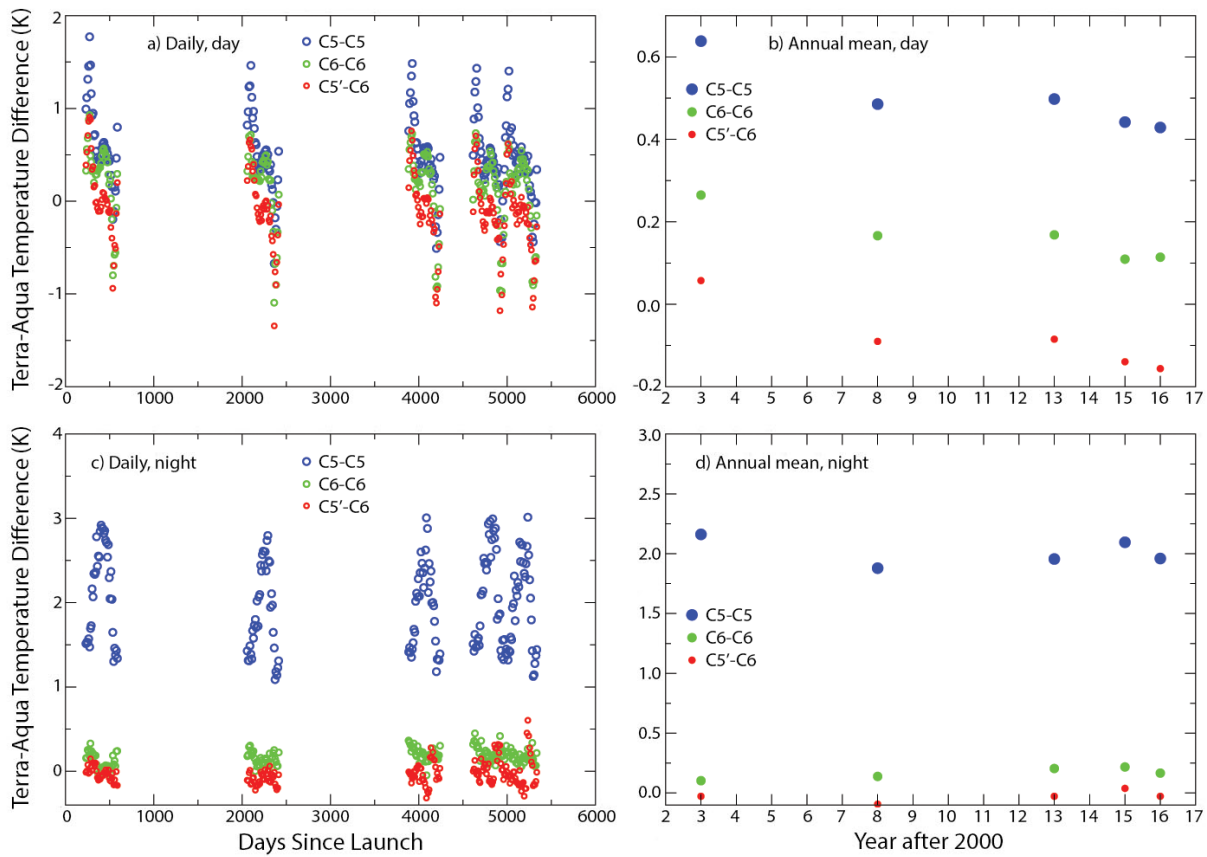 Terra-Aqua Temperature Difference (K)
a) Daily, day
C5-C5
C6-C6
C5′-C6
2
1
0
-1
-2
0 1000 2000 3000 4000 5000 6000
b) Annual mean, day
C5-C5
C6-C6
C5′-C6
0.6
0.4
0.2
0.0
-0.2
2 3 4 5 6 7 8 9 10 11 12 13 14 15 16 17
Terra-Aqua Temperature Difference (K)
c) Daily, night
C5-C5
C6-C6
C5′-C6
4
3
2
1
0
0 1000 2000 3000 4000 5000 6000
Days Since Launch
d) Annual mean, night
C5-C5
C6-C6
C5′-C6
3.0
2.5
2.0
1.5
1.0
0.5
0.0
2 3 4 5 6 7 8 9 10 11 12 13 14 15 16 17
Year after 2000